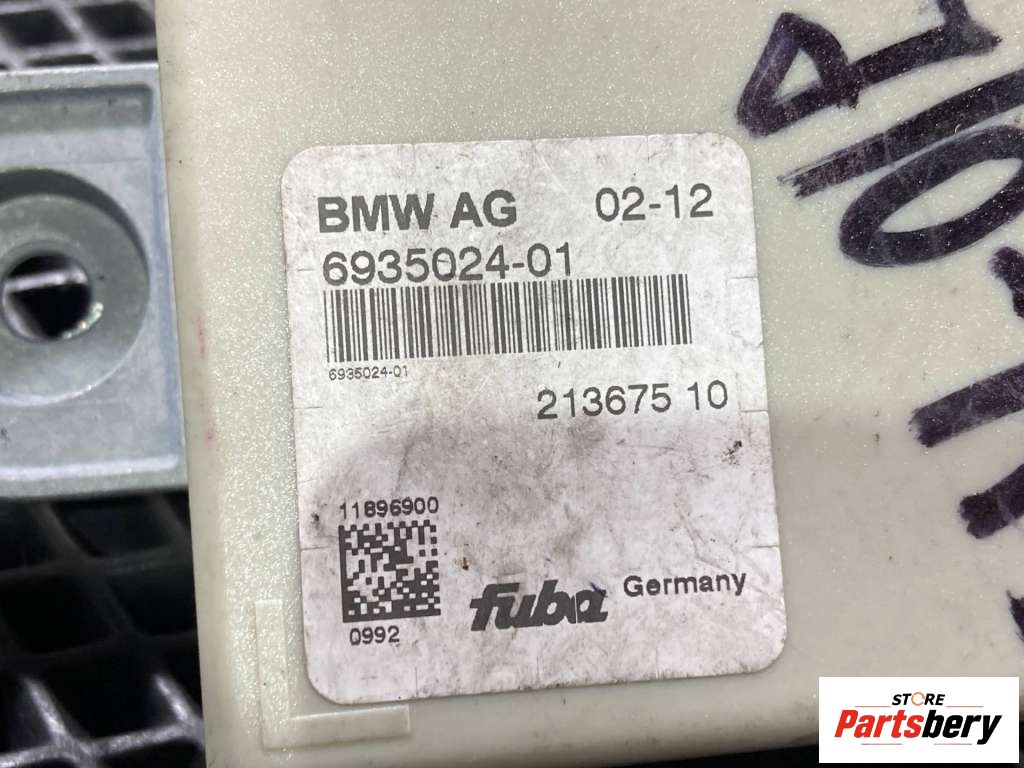 BMW AG 02-12
6935024-01
6935024-01
213675 10
11896900
0992
fuba Germany
STORE
Partsbery